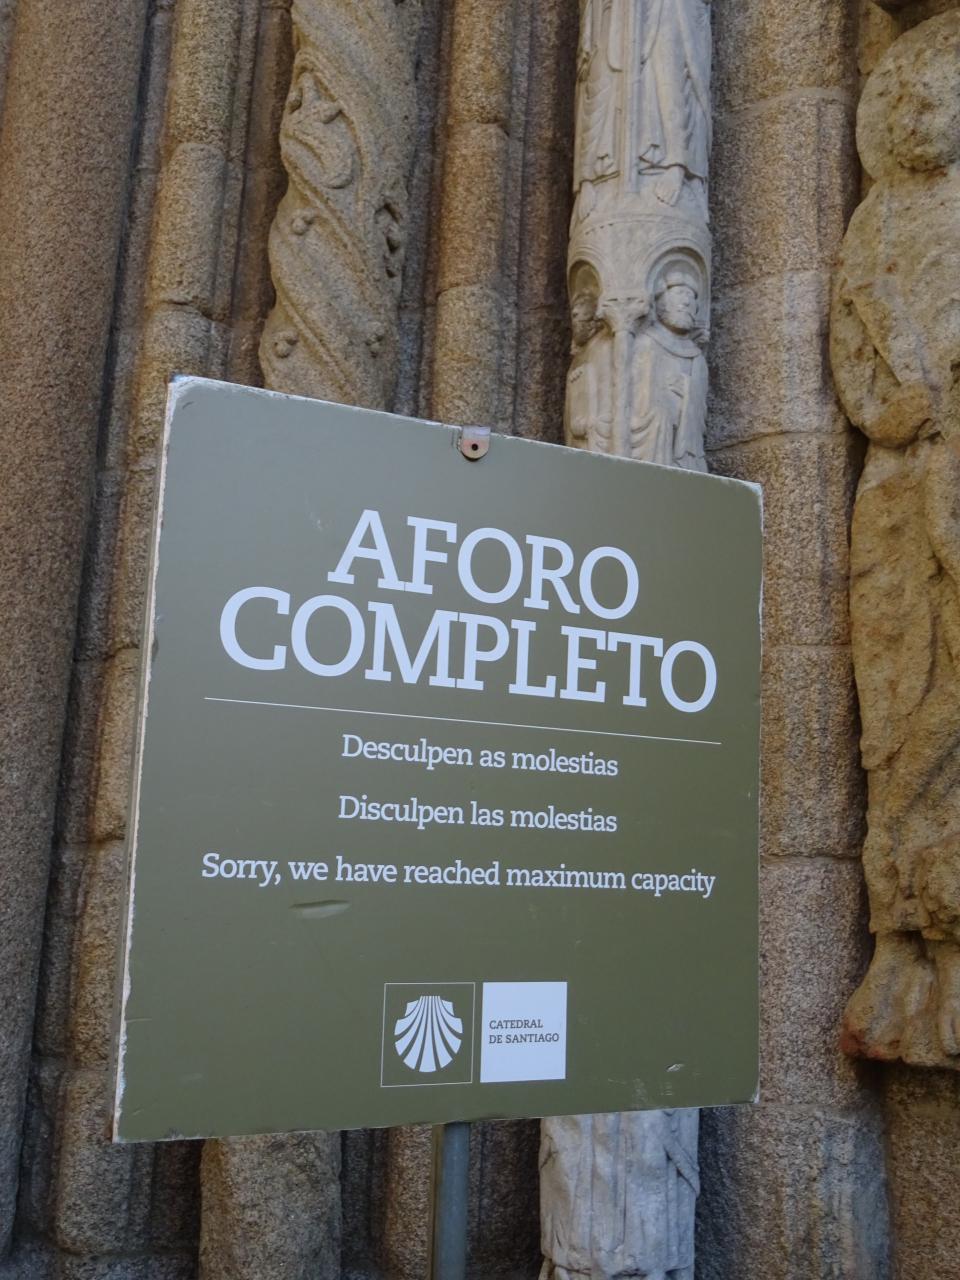 AFORO
COMPLETO
Desculpen as molestias
Disculpen las molestias
Sorry, we have reached maximum capacity
CATEDRAL
DE SANTIAGO